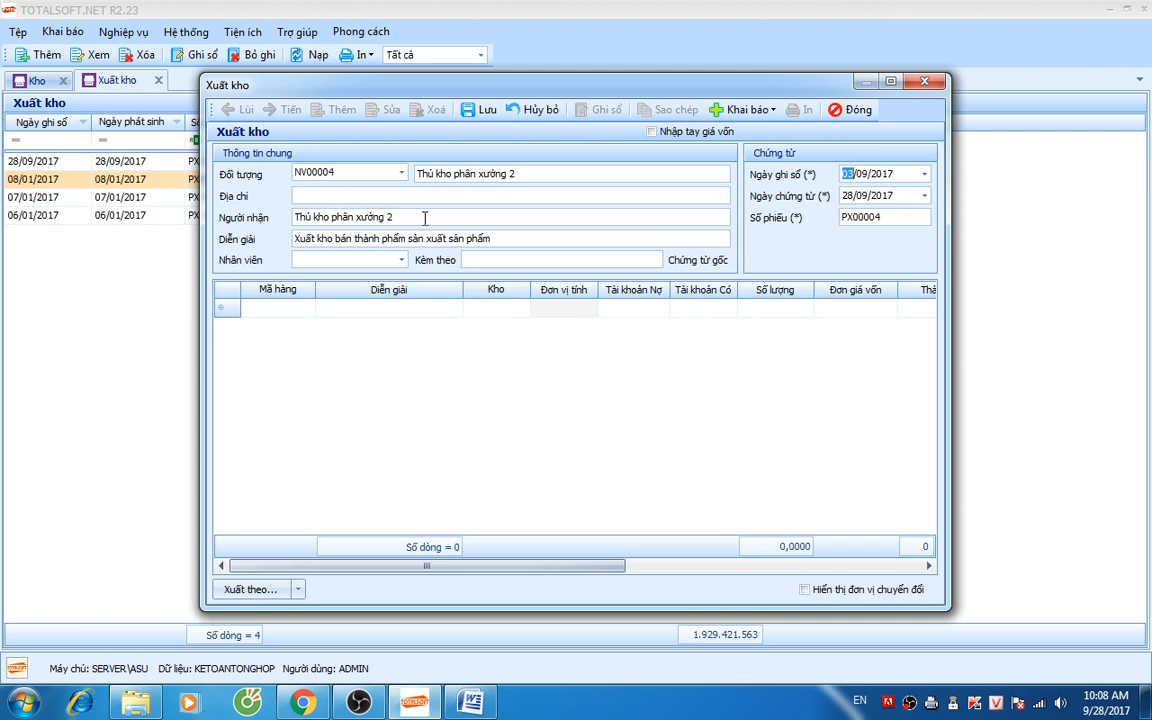 TOTALSOFT.NET R2.23
Tệp Khai báo Nghiệp vụ Hệ thống Tiện ích Trợ giúp Phong cách
Thêm Xem Xóa Ghi sổ Bỏ ghi Nạp In Tất cả
Kho Xuất kho
Xuất kho
Ngày ghi sổ Ngày phát sinh
28/09/2017 28/09/2017
08/01/2017 08/01/2017
07/01/2017 07/01/2017
06/01/2017 06/01/2017
Số dòng = 4 1.929.421.563
Xuất kho
Lùi Tiến Thêm Sửa Xoá Lưu Hủy bỏ Ghi sổ Sao chép Khai báo In Đóng
Xuất kho Nhập tay giá vốn
Thông tin chung Chứng từ
Đối tượng NV00004 Thủ kho phân xưởng 2 Ngày ghi sổ (*) 03/09/2017
Địa chỉ Ngày chứng từ (*) 28/09/2017
Người nhận Thủ kho phân xưởng 2 Số phiếu (*) PX00004
Diễn giải Xuất kho bán thành phẩm sản xuất sản phẩm
Nhân viên Kèm theo Chứng từ gốc
Mã hàng Diễn giải Kho Đơn vị tính Tài khoản Nợ Tài khoản Có Số lượng Đơn giá vốn
Số dòng = 0 0,0000 0
Xuất theo... Hiển thị đơn vị chuyển đổi
Máy chủ: SERVER\ASU Dữ liệu: KETOANTONGHOP Người dùng: ADMIN
EN 10:08 AM
9/28/2017